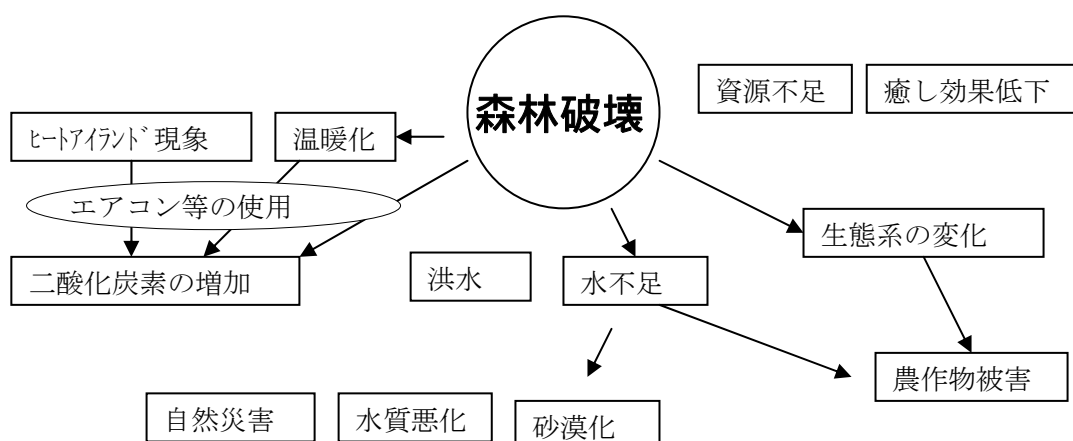 森林破壊
資源不足
癒し効果低下
ﾋｰﾄｱｲﾗﾝﾄﾞ現象
温暖化
エアコン等の使用
生態系の変化
二酸化炭素の増加
洪水
水不足
農作物被害
自然災害
水質悪化
砂漠化